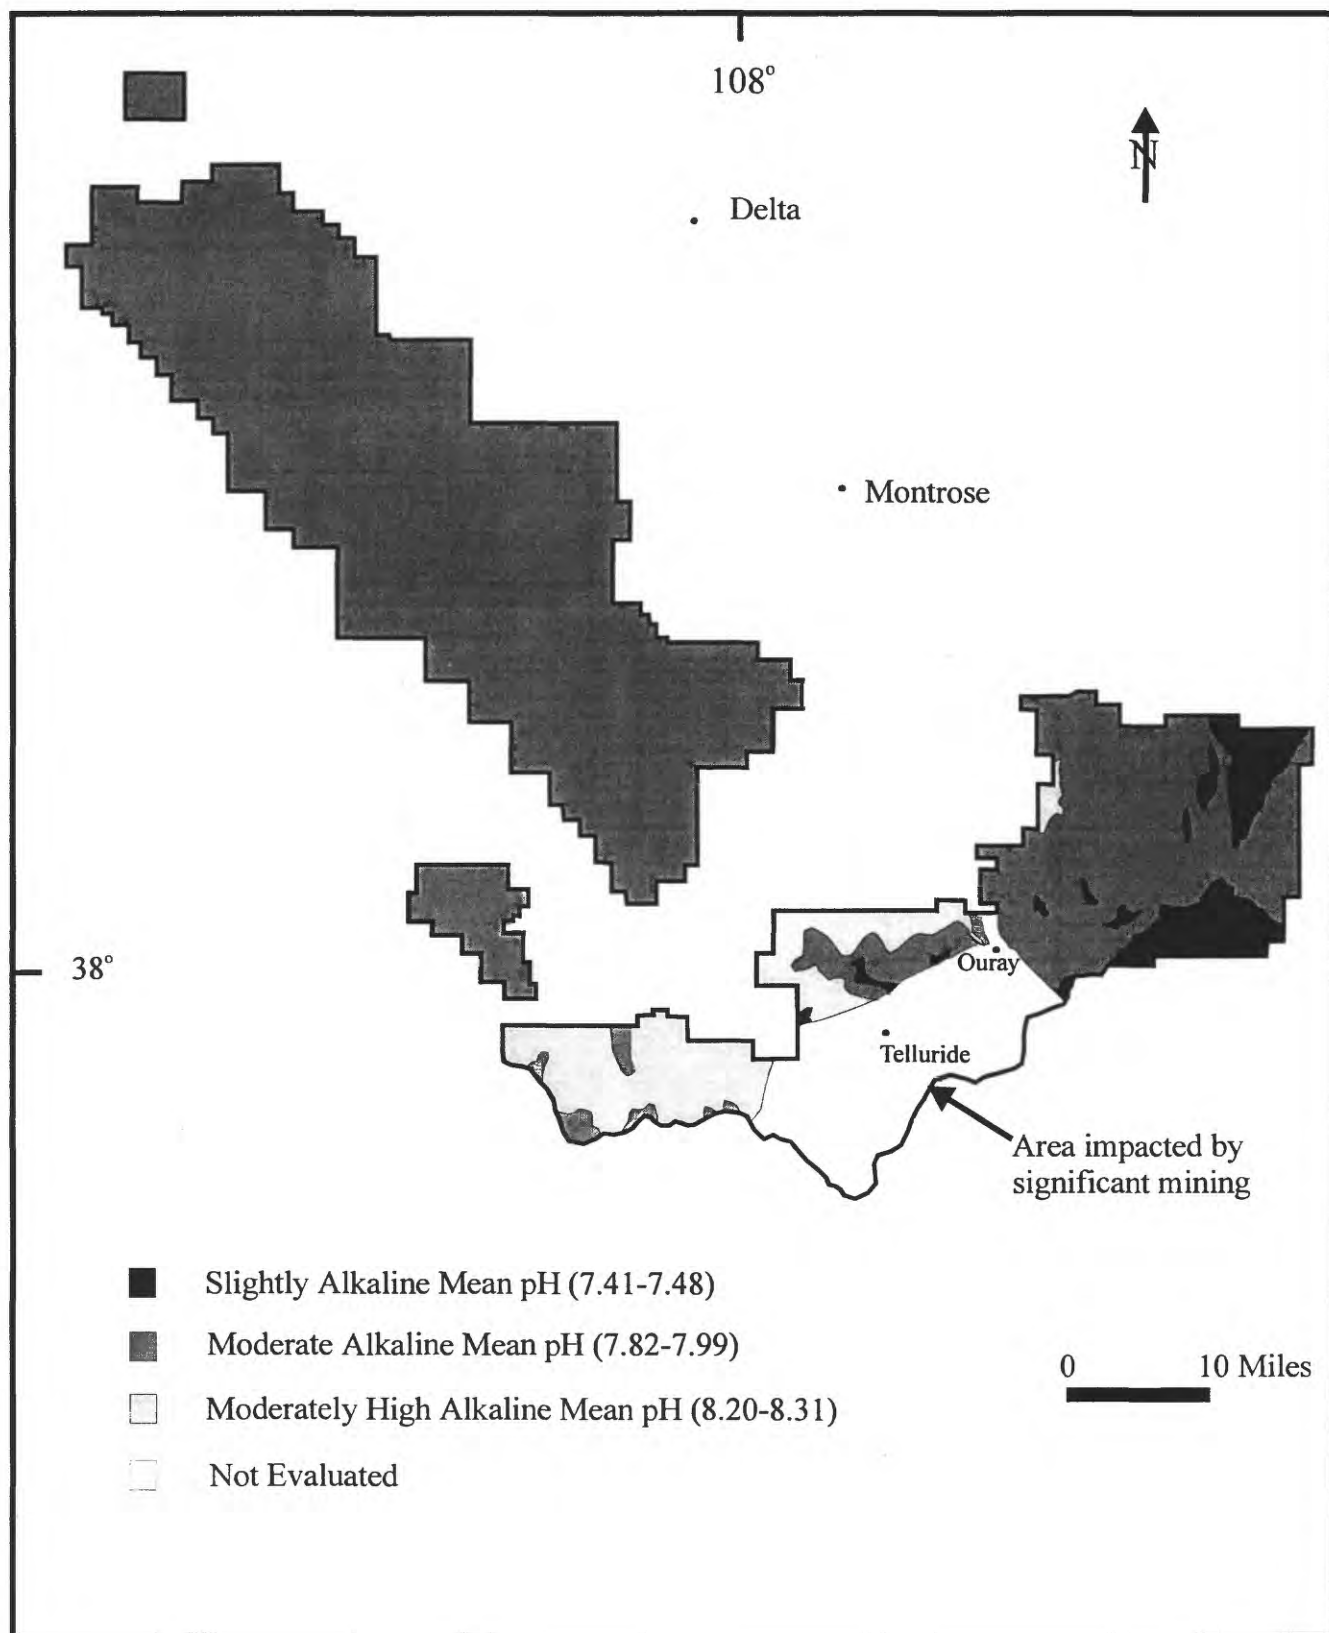 108°
N
Delta
Montrose
38°
Ouray
Telluride
Area impacted by
significant mining
Slightly Alkaline Mean pH (7.41-7.48)
Moderate Alkaline Mean pH (7.82-7.99)
0 10 Miles
Moderately High Alkaline Mean pH (8.20-8.31)
Not Evaluated